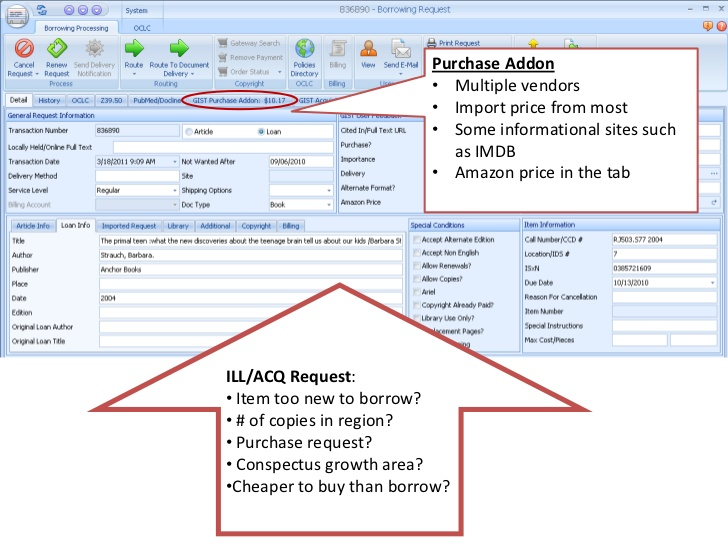 836890 - Borrowing Request
System
Borrowing Processing OCLC
Cancel Request Renew Request Send Delivery Notification
Process
Route Route To Document Delivery
Routing
Gateway Search
Remove Payment
Order Status
Copyright
Policies Directory
OCLC
Billing
Billing
View Send E-Mail
Print Request
Detail History OCLC Z39.50 PubMed/Docline GIST Purchase Addon: $10.17 GIST
General Request Information
Transaction Number 836890 Article Loan
Locally Held/Online Full Text
Transaction Date 3/18/2011 9:09 AM Not Wanted After 09/06/2010
Delivery Method Site
Service Level Regular Shipping Options
Billing Account Doc Type Book
Cited In/Full Text URL
Purchase?
Importance
Delivery
Alternate Format?
Amazon Price
Purchase Addon
• Multiple vendors
• Import price from most
• Some informational sites such
as IMDB
• Amazon price in the tab
Article Info Loan Info Imported Request Library Additional Copyright Billing
Title The primal teen :what the new discoveries about the teenage brain tell us about our kids /Barbara St
Author Strauch, Barbara.
Publisher Anchor Books
Place
Date 2004
Edition
Original Loan Author
Original Loan Title
Special Conditions
Accept Alternate Edition
Accept Non English
Allow Renewals?
Allow Copies?
Ariel
Copyright Already Paid?
Library Use Only?
Pages?
Item Information
Call Number/CCD # RJ503.577 2004
Location/IDS # 7
ISxN 0385721609
Due Date 10/13/2010
Reason For Cancellation
Item Number
Special Instructions
Max Cost/Pieces
ILL/ACQ Request:
• Item too new to borrow?
• # of copies in region?
• Purchase request?
• Conspectus growth area?
•Cheaper to buy than borrow?